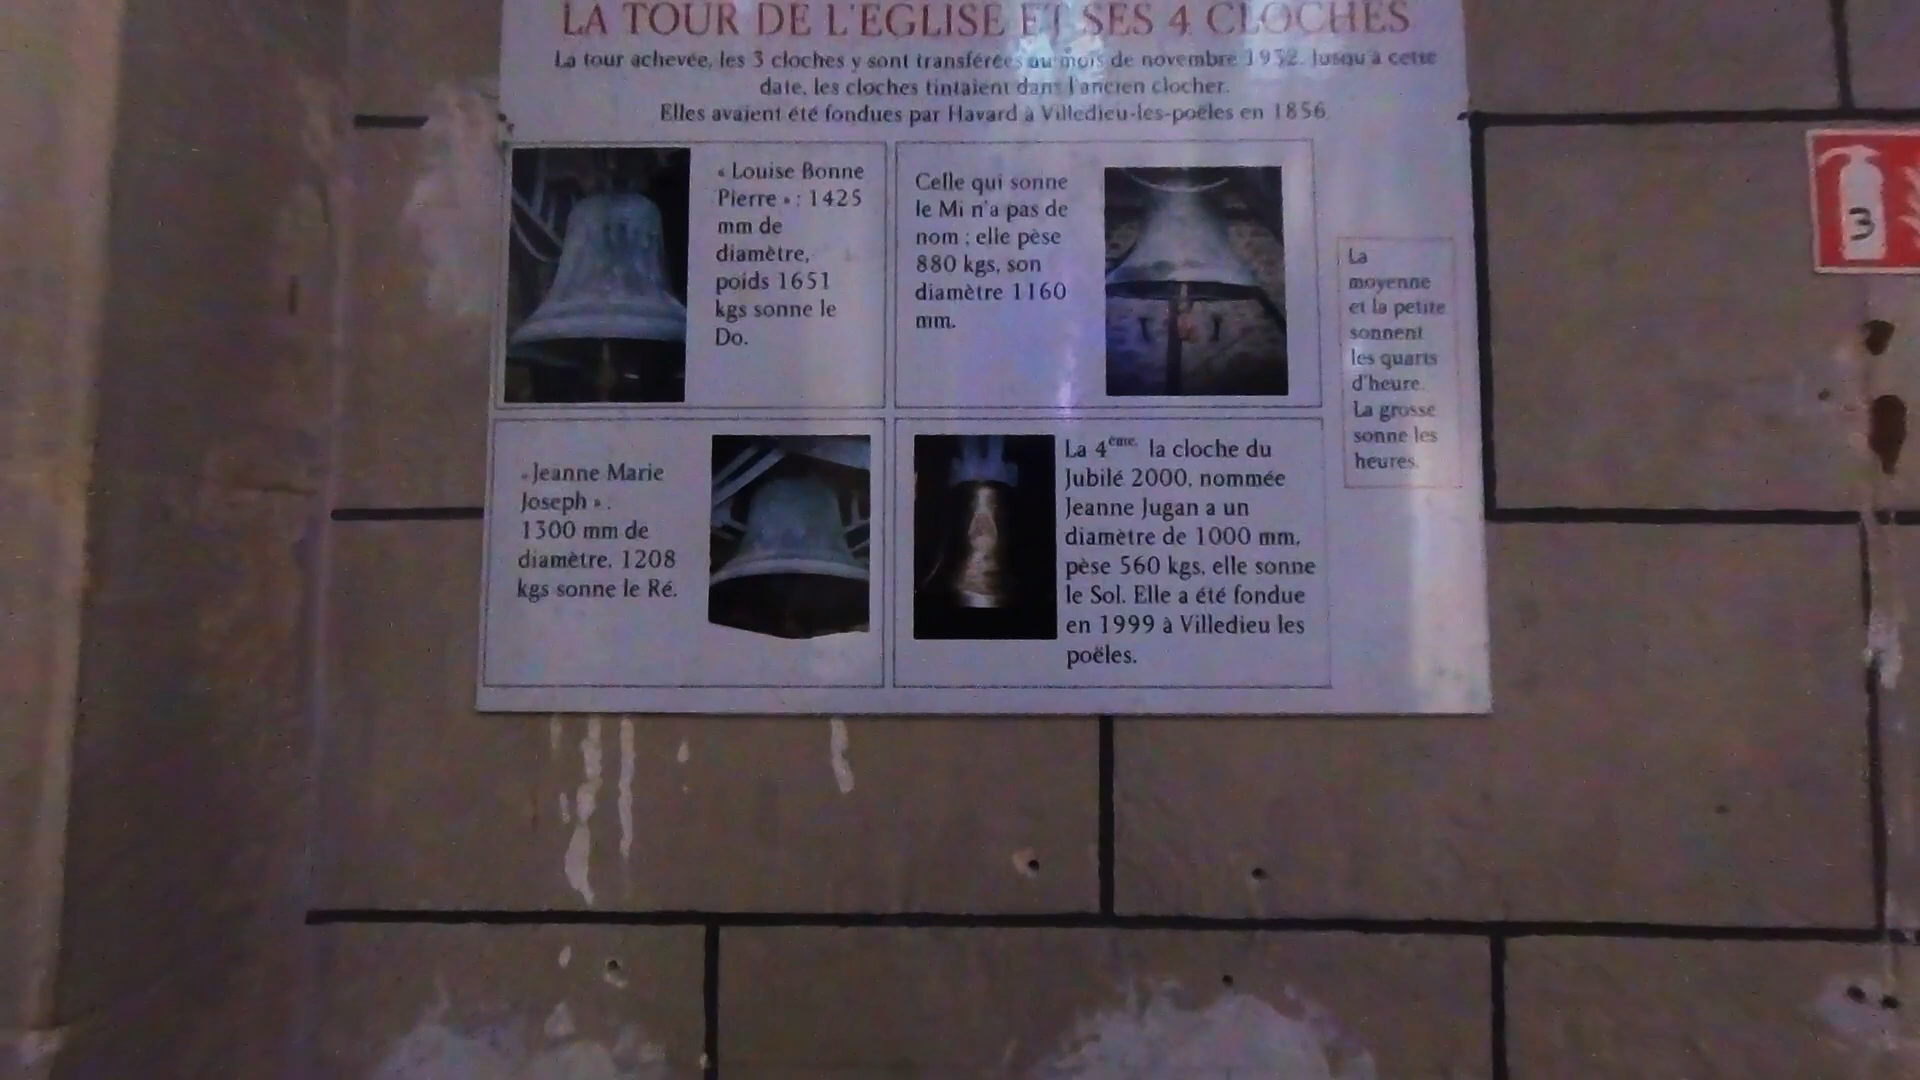 LA TOUR DE L'EGLISE ET SES 4 CLOCHES
La tour achevée, les 3 cloches y sont transférées au mois de novembre 1932. Jusqu'à cette
date, les cloches tintaient dans l'ancien clocher.
Elles avaient été fondues par Havard à Villedieu-les-poëles en 1856.
« Louise Bonne
Pierre » : 1425
mm de
diamètre,
poids 1651
kgs sonne le
Do.
Celle qui sonne
le Mi n'a pas de
nom ; elle pèse
880 kgs, son
diamètre 1160
mm.
La
moyenne
et la petite
sonnent
les quarts
d'heure.
La grosse
sonne les
heures.
« Jeanne Marie
Joseph » :
1300 mm de
diamètre, 1208
kgs sonne le Ré.
La 4ème, la cloche du
Jubilé 2000, nommée
Jeanne Jugan a un
diamètre de 1000 mm,
pèse 560 kgs, elle sonne
le Sol. Elle a été fondue
en 1999 à Villedieu les
poëles.
3